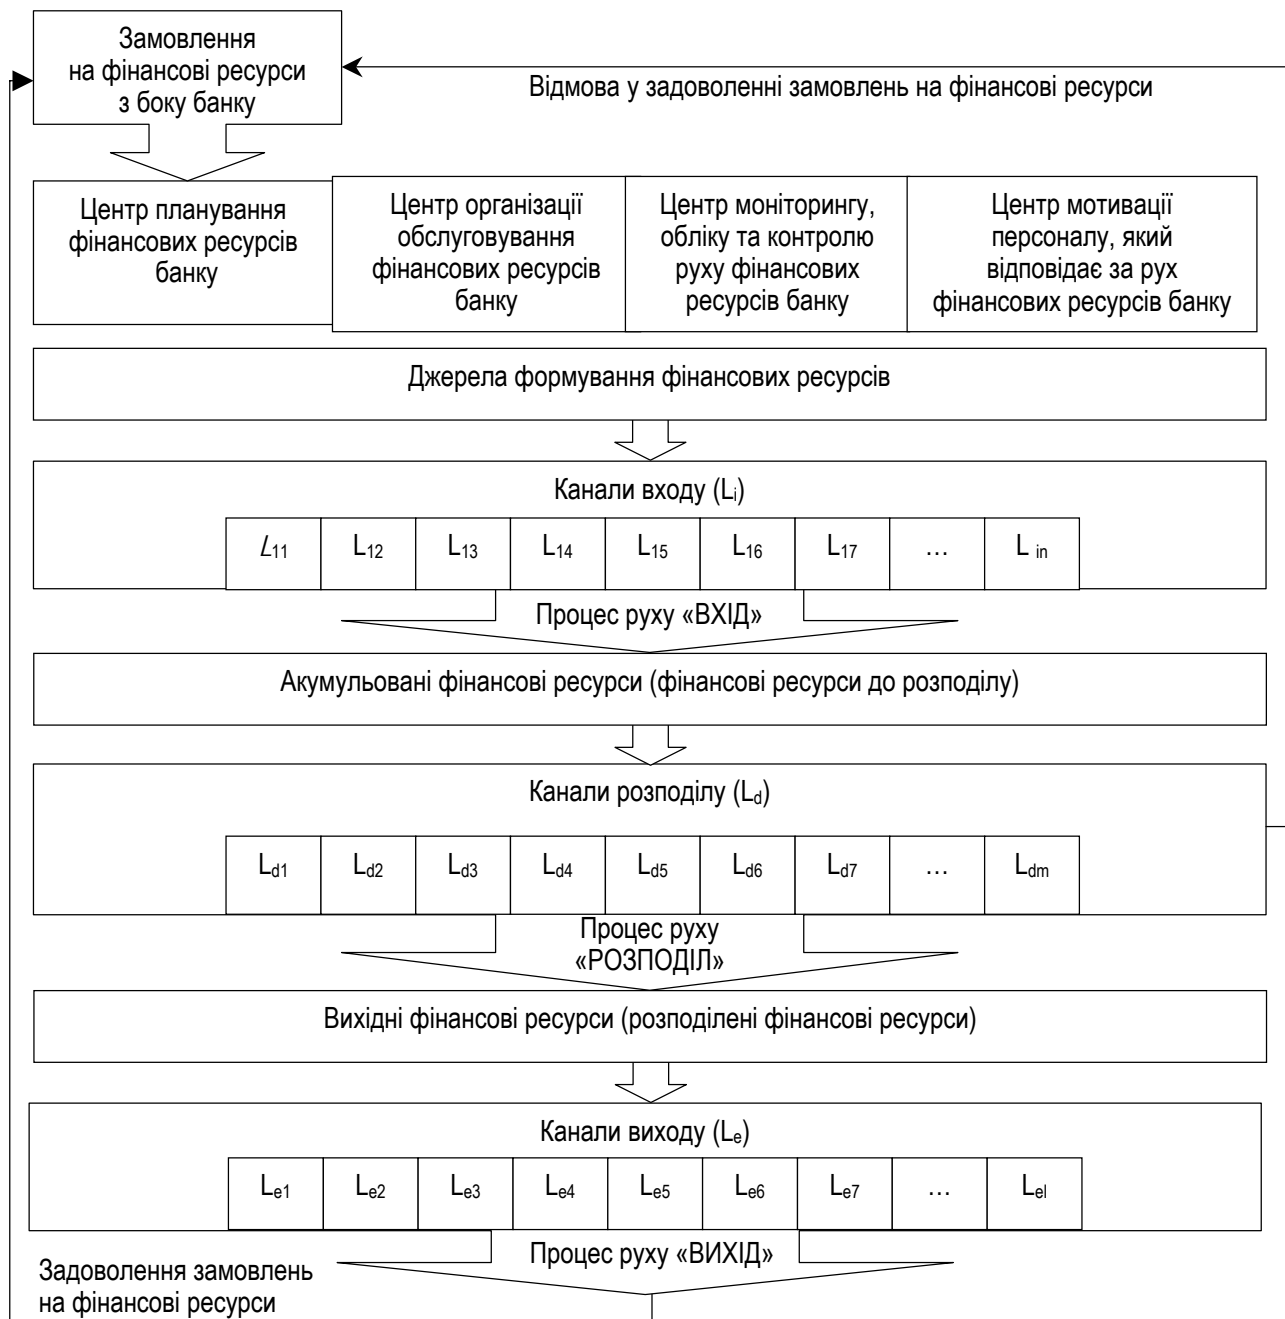 Замовлення
на фінансові ресурси
з боку банку
Відмова у задоволенні замовлень на фінансові ресурси
Центр планування
фінансових ресурсів
банку
Центр організації
обслуговування
фінансових ресурсів
банку
Центр моніторингу,
обліку та контролю
руху фінансових
ресурсів банку
Центр мотивації
персоналу, який
відповідає за рух
фінансових ресурсів банку
Джерела формування фінансових ресурсів
Канали входу (Li)
L11 L12 L13 L14 L15 L16 L17 … L in
Процес руху «ВХІД»
Акумульовані фінансові ресурси (фінансові ресурси до розподілу)
Канали розподілу (Ld)
Ld1 Ld2 Ld3 Ld4 Ld5 Ld6 Ld7 … Ldm
Процес руху
«РОЗПОДІЛ»
Вихідні фінансові ресурси (розподілені фінансові ресурси)
Канали виходу (Le)
Le1 Le2 Le3 Le4 Le5 Le6 Le7 … Lel
Процес руху «ВИХІД»
Задоволення замовлень
на фінансові ресурси